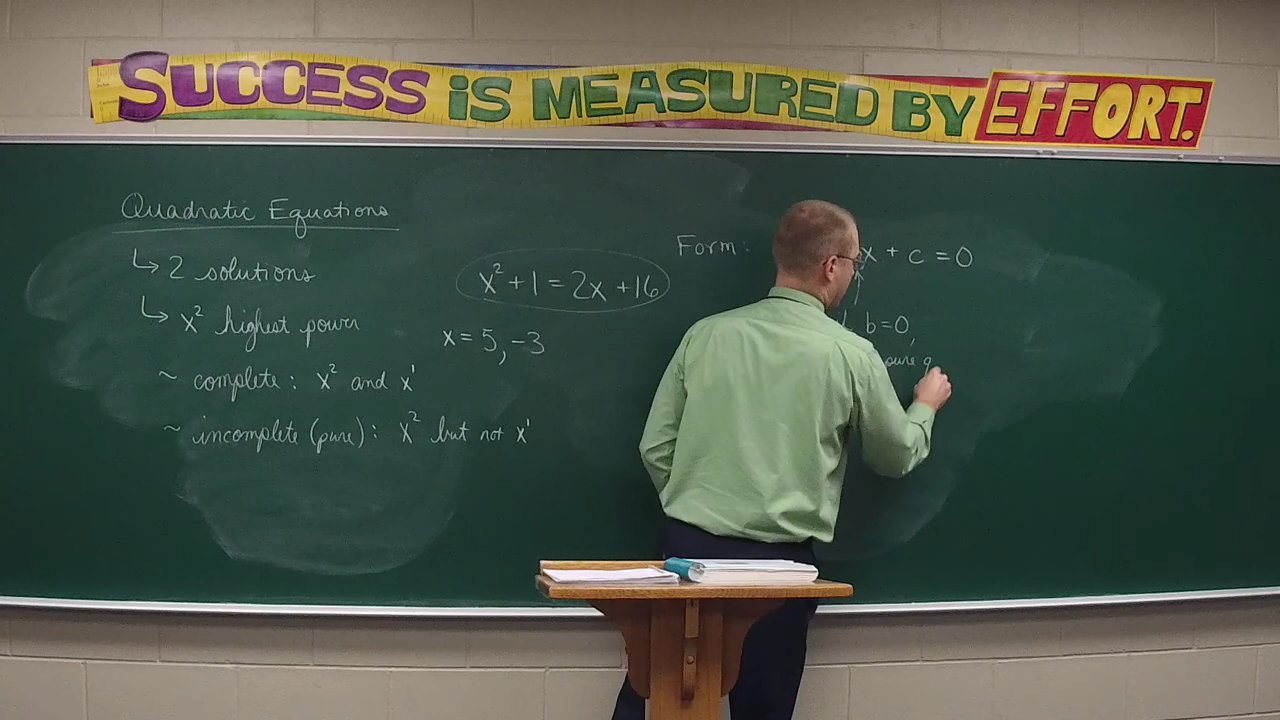 SUCCESS iS MEASURED BY EFFORT.
Quadratic Equations
↳ 2 solutions
↳ x² highest power
~ complete: x² and x¹
~ incomplete (pure): x² but not x¹
x² + 1 = 2x + 16
x = 5, -3
Form:
x + c = 0
b = 0,
pure q